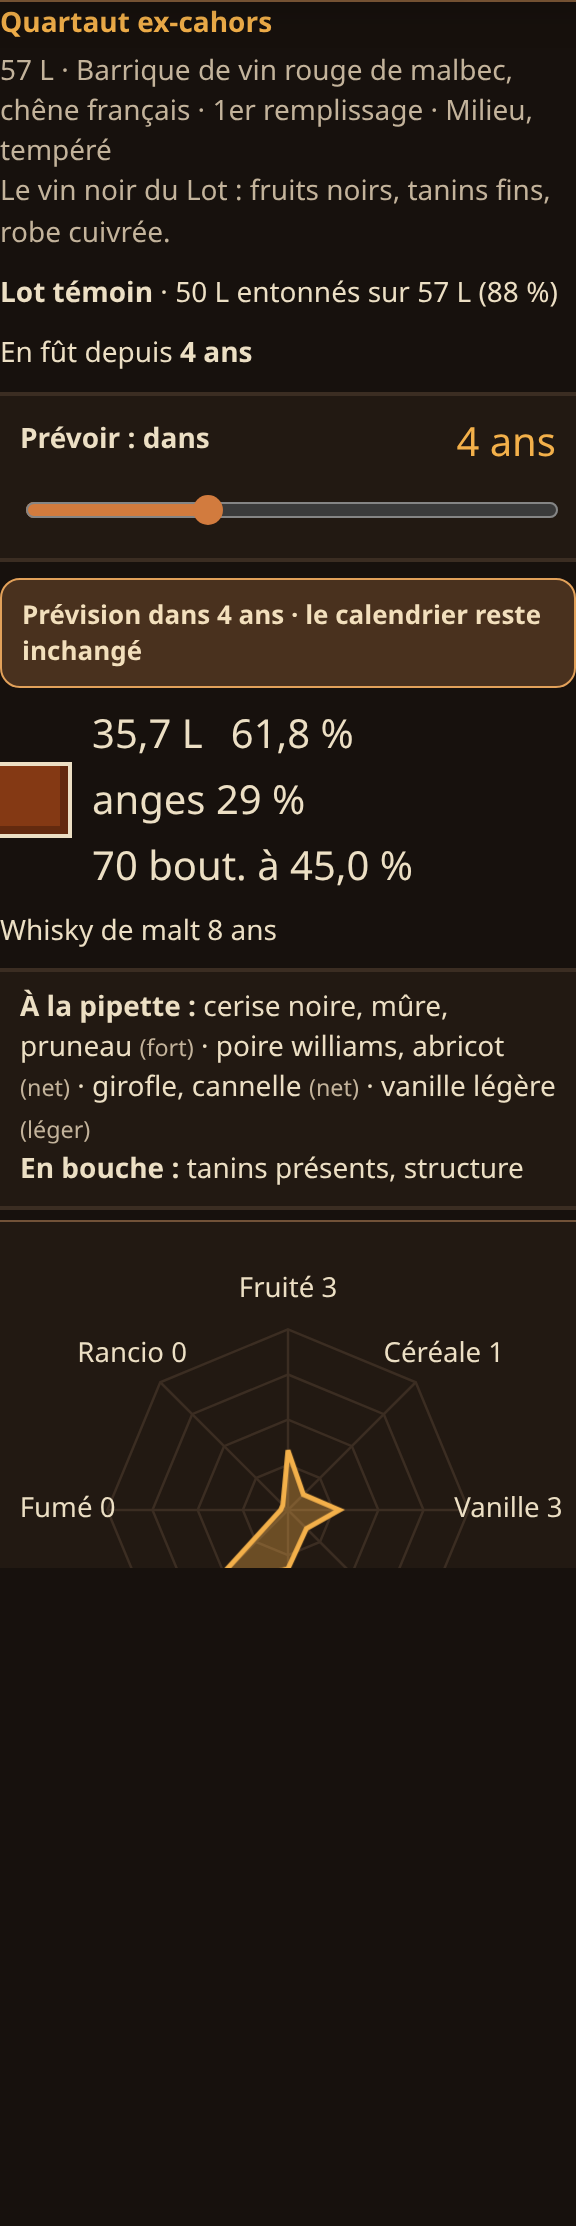 Quartaut ex-cahors
57 L · Barrique de vin rouge de malbec,
chêne français · 1er remplissage · Milieu,
tempéré
Le vin noir du Lot : fruits noirs, tanins fins,
robe cuivrée.
Lot témoin · 50 L entonnés sur 57 L (88 %)
En fût depuis 4 ans
Prévoir : dans
4 ans
Prévision dans 4 ans · le calendrier reste
inchangé
35,7 L 61,8 %
anges 29 %
70 bout. à 45,0 %
Whisky de malt 8 ans
À la pipette : cerise noire, mûre,
pruneau (fort) · poire williams, abricot
(net) · girofle, cannelle (net) · vanille légère
(léger)
En bouche : tanins présents, structure
Fruité 3
Rancio 0
Céréale 1
Fumé 0
Vanille 3